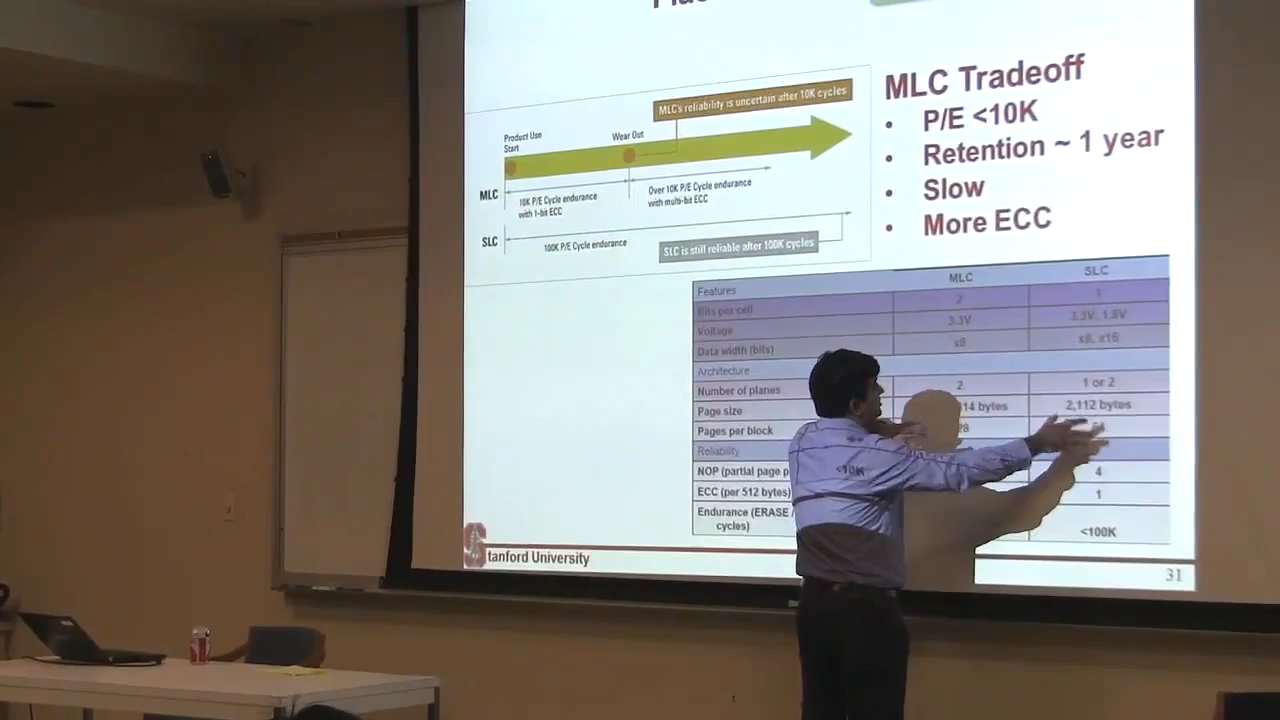 MLC Tradeoff
• P/E <10K
• Retention ~ 1 year
• Slow
• More ECC
MLC's reliability is uncertain after 10K cycles
Product Use
Start
Wear Out
MLC
10K P/E Cycle endurance
with 1-bit ECC
Over 10K P/E Cycle endurance
with multi-bit ECC
SLC
100K P/E Cycle endurance
SLC is still reliable after 100K cycles
Features MLC SLC
Bits per cell 2 1
Voltage 3.3V 3.3V, 1.8V
Data width (bits) x8 x8, x16
Architecture
Number of planes 2 1 or 2
Page size 14 bytes 2,112 bytes
Pages per block
Reliability
NOP (partial page p 4
ECC (per 512 bytes) 1
Endurance (ERASE / <10K <100K
cycles)
Stanford University
31